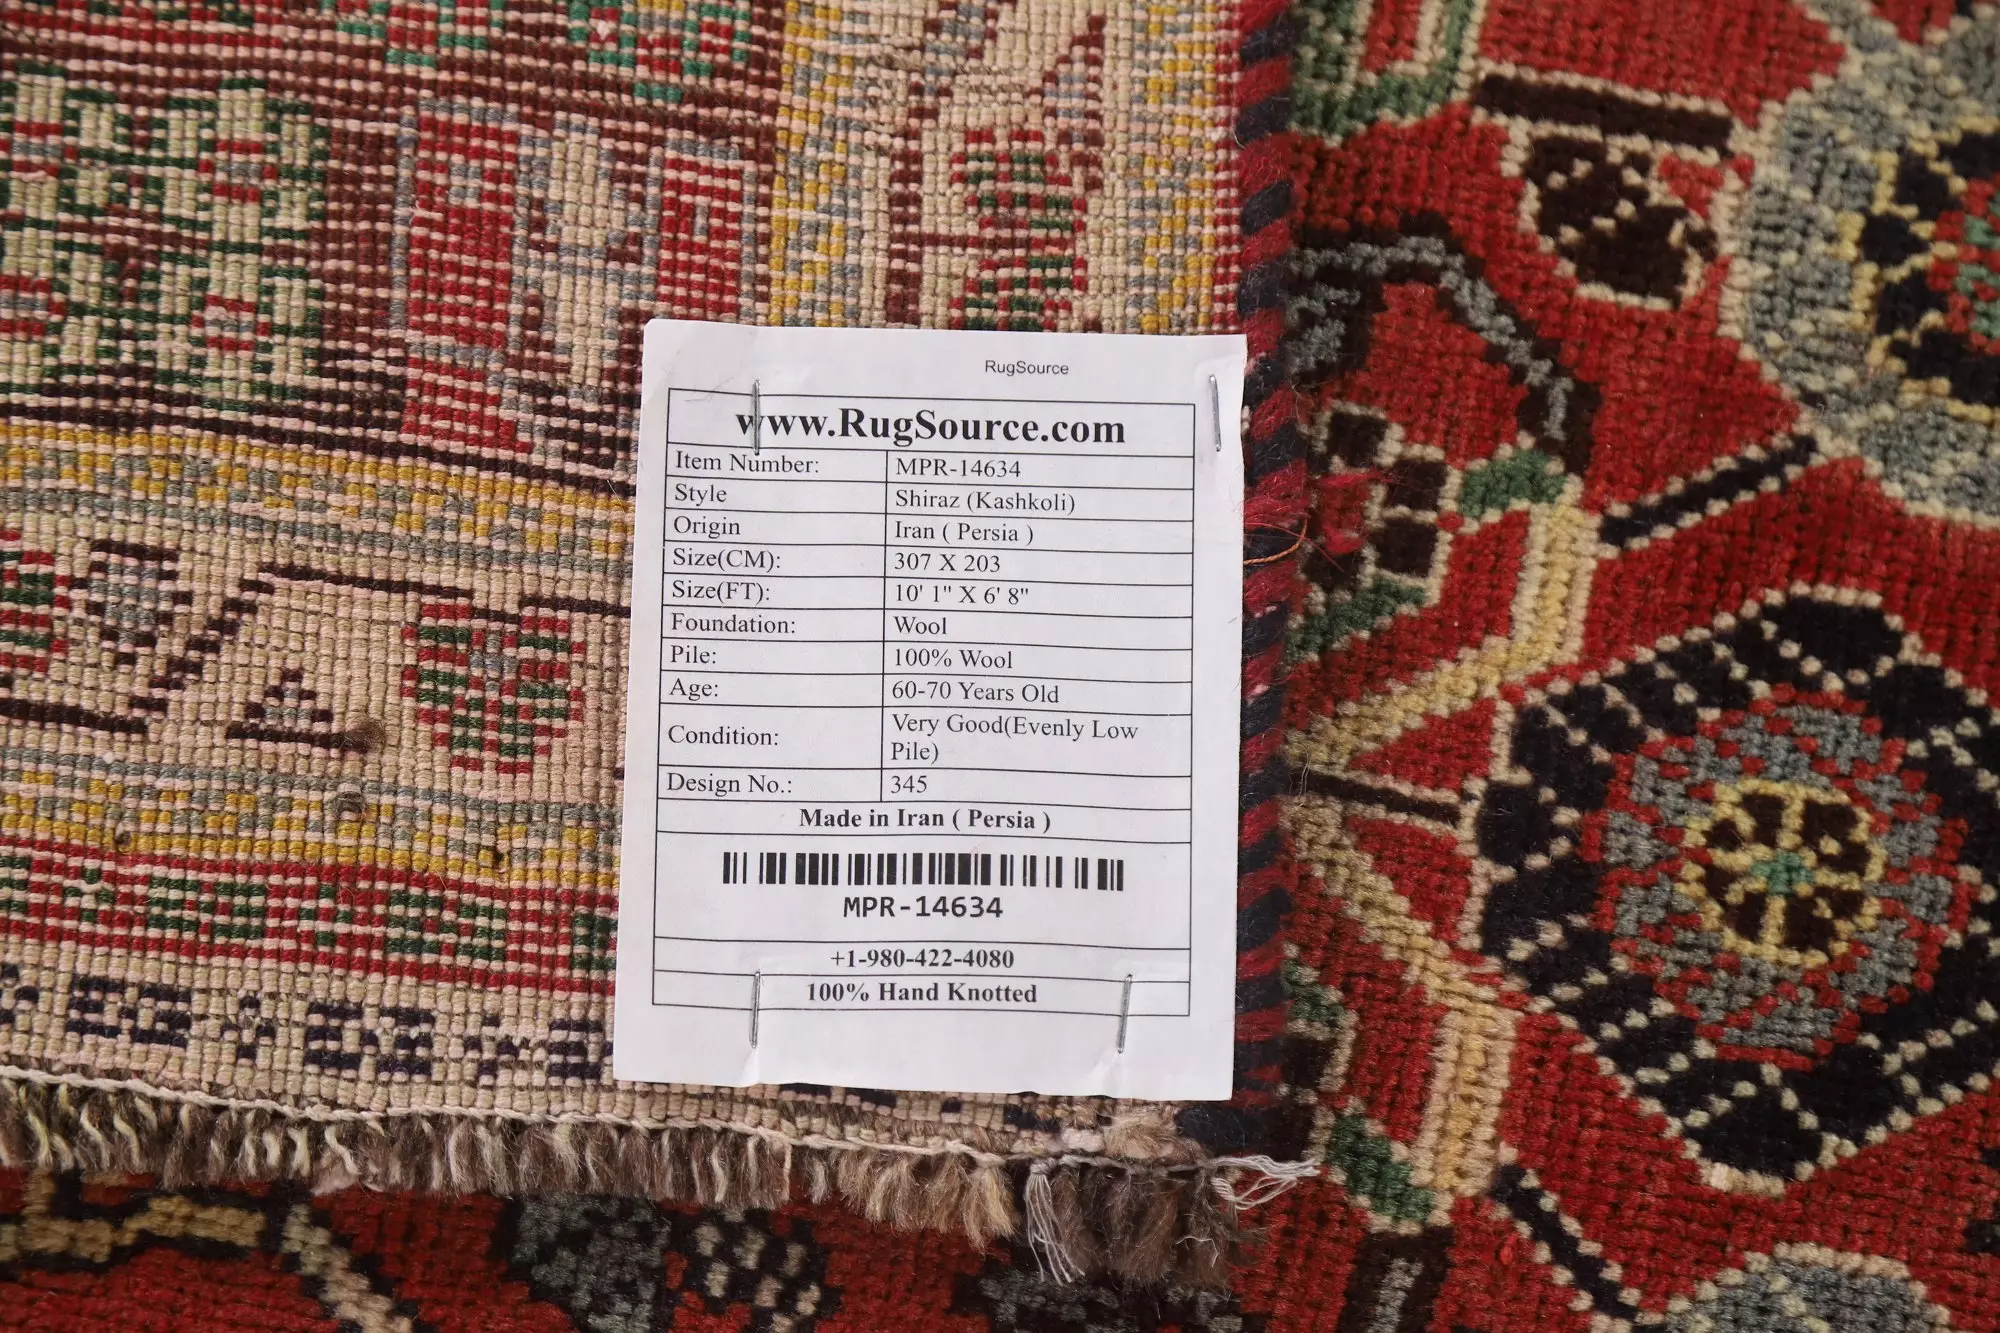 RugSource
www.RugSource.com
Item Number: MPR-14634
Style Shiraz (Kashkoli)
Origin Iran ( Persia )
Size(CM): 307 X 203
Size(FT): 10' 1" X 6' 8"
Foundation: Wool
Pile: 100% Wool
Age: 60-70 Years Old
Condition: Very Good(Evenly Low
Pile)
Design No.: 345
Made in Iran ( Persia )
MPR-14634
+1-980-422-4080
100% Hand Knotted